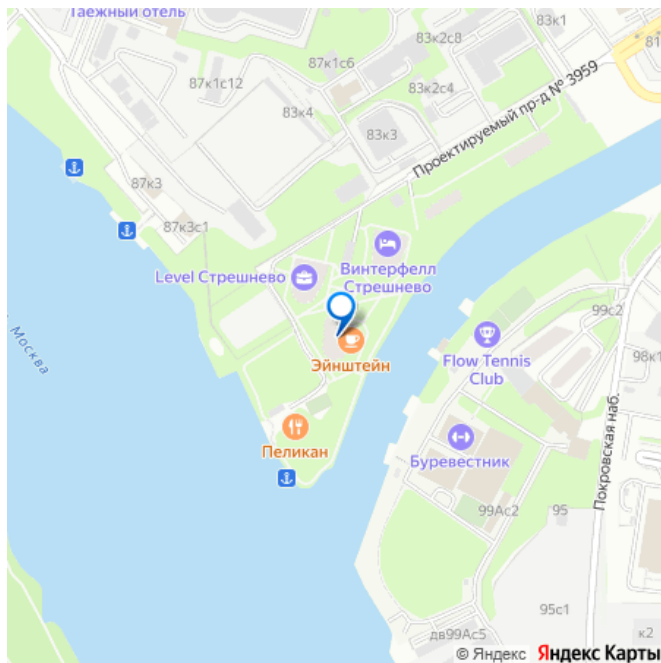 Таежный отель
83к1
83к2с8
81
87к1с6
87к1с12
83к2с4
83к4
83к3
Проектируемый пр-д № 3959
87к3
87к3с1
Level Стрешнево
Винтерфелл
Стрешнево
99с2
Москва
Эйнштейн
Flow Tennis
Club
98к1
Пеликан
Буревестник
Покровская наб.
99Ас2
95
95с1
дв99Ас5
к2
© Яндекс Яндекс Карты